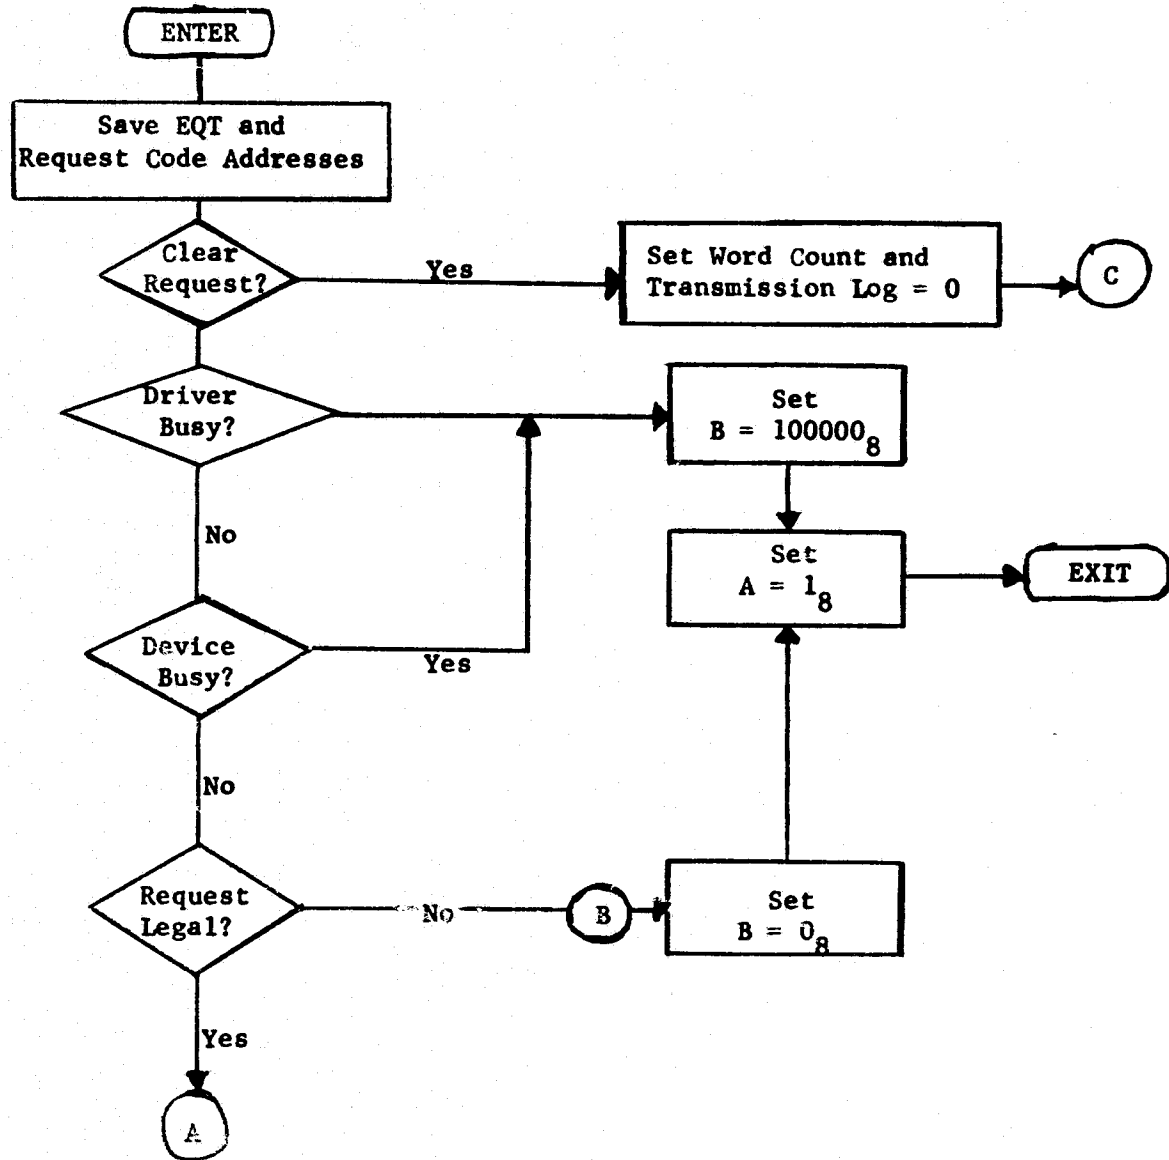 ENTER
Save EQT and
Request Code Addresses
Clear
Request?
Yes
Set Word Count and
Transmission Log = 0
C
Driver
Busy?
Set
B = 100000₈
No
Set
A = 1₈
EXIT
Device
Busy?
Yes
No
Request
Legal?
No
B
Set
B = 0₈
Yes
A